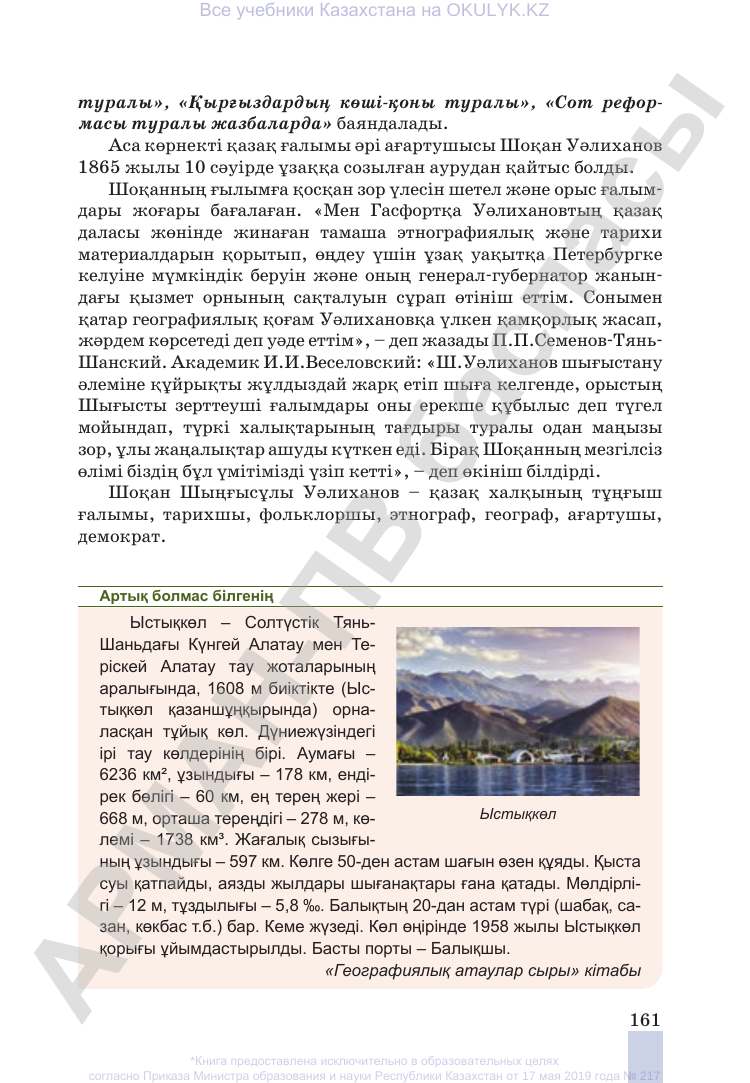 Все учебники Казахстана на OKULYK.KZ
туралы», «Қырғыздардың көші-қоны туралы», «Сот рефор-
масы туралы жазбаларда» баяндалады.
Аса көрнекті қазақ ғалымы әрі ағартушысы Шоқан Уәлиханов
1865 жылы 10 сәуірде ұзаққа созылған аурудан қайтыс болды.
Шоқанның ғылымға қосқан зор үлесін шетел және орыс ғалым-
дары жоғары бағалаған. «Мен Гасфортқа Уәлихановтың қазақ
даласы жөнінде жинаған тамаша этнографиялық және тарихи
материалдарын қорытып, өңдеу үшін ұзақ уақытқа Петербургке
келуіне мүмкіндік беруін және оның генерал-губернатор жанын-
дағы қызмет орнының сақталуын сұрап өтініш еттім. Сонымен
қатар географиялық қоғам Уәлихановқа үлкен қамқорлық жасап,
жәрдем көрсетеді деп уәде еттім», – деп жазады П.П.Семенов-Тянь-
Шанский. Академик И.И.Веселовский: «Ш.Уәлиханов шығыстану
әлеміне құйрықты жұлдыздай жарқ етіп шыға келгенде, орыстың
Шығысты зерттеуші ғалымдары оны ерекше құбылыс деп түгел
мойындап, түркі халықтарының тағдыры туралы одан маңызы
зор, ұлы жаңалықтар ашуды күткен еді. Бірақ Шоқанның мезгілсіз
өлімі біздің бұл үмітімізді үзіп кетті», – деп өкініш білдірді.
Шоқан Шыңғысұлы Уәлиханов – қазақ халқының тұңғыш
ғалымы, тарихшы, фольклоршы, этнограф, географ, ағартушы,
демократ.
Артық болмас білгенің
Ыстықкөл – Солтүстік Тянь-
Шаньдағы Күнгей Алатау мен Те-
ріскей Алатау тау жоталарының
аралығында, 1608 м биіктікте (Ыс-
тықкөл қазаншұңқырында) орна-
ласқан тұйық көл. Дүниежүзіндегі
ірі тау көлдерінің бірі. Аумағы –
6236 км², ұзындығы – 178 км, енді-
рек бөлігі – 60 км, ең терең жері –
668 м, орташа тереңдігі – 278 м, кө-
лемі – 1738 км³. Жағалық сызығы-
ның ұзындығы – 597 км. Көлге 50-ден астам шағын өзен құяды. Қыста
суы қатпайды, аязды жылдары шығанақтары ғана қатады. Мөлдірлі-
гі – 12 м, тұздылығы – 5,8 ‰. Балықтың 20-дан астам түрі (шабақ, са-
зан, көкбас т.б.) бар. Кеме жүзеді. Көл өңірінде 1958 жылы Ыстықкөл
қорығы ұйымдастырылды. Басты порты – Балықшы.
«Географиялық атаулар сыры» кітабы
Ыстықкөл
АРМАН-ПВ баспасы
161
*Книга предоставлена исключительно в образовательных целях
согласно Приказа Министра образования и науки Республики Казахстан от 17 мая 2019 года № 217